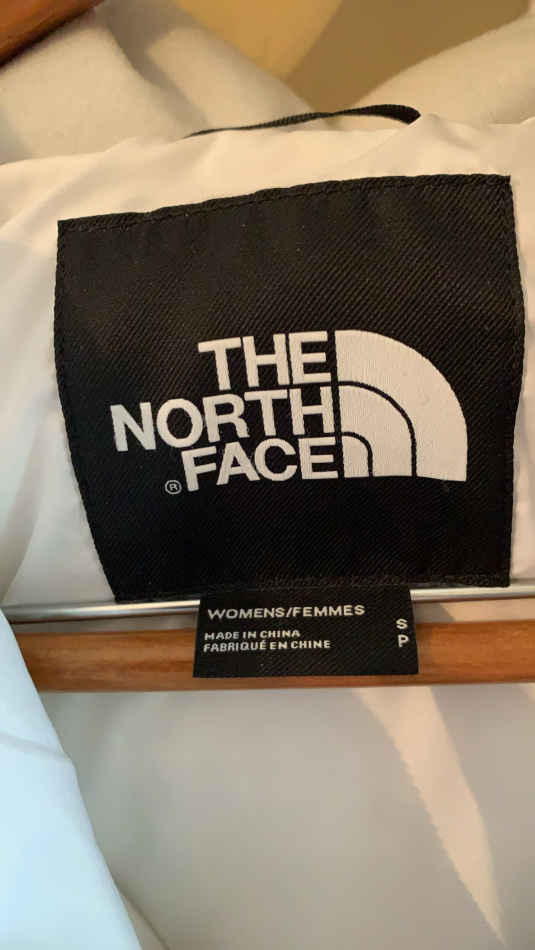 THE
NORTH
FACE
®
WOMENS/FEMMES
S
MADE IN CHINA
P
FABRIQUÉ EN CHINE